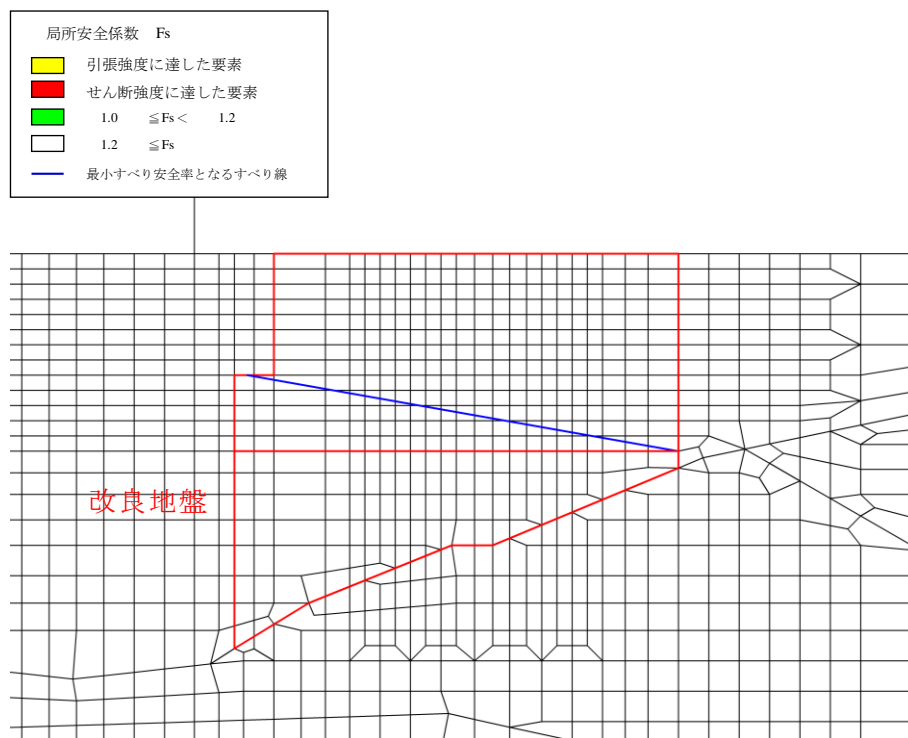 局所安全係数 Fs
引張強度に達した要素
せん断強度に達した要素
1.0 ≦Fs< 1.2
1.2 ≦Fs
最小すべり安全率となるすべり線
改良地盤